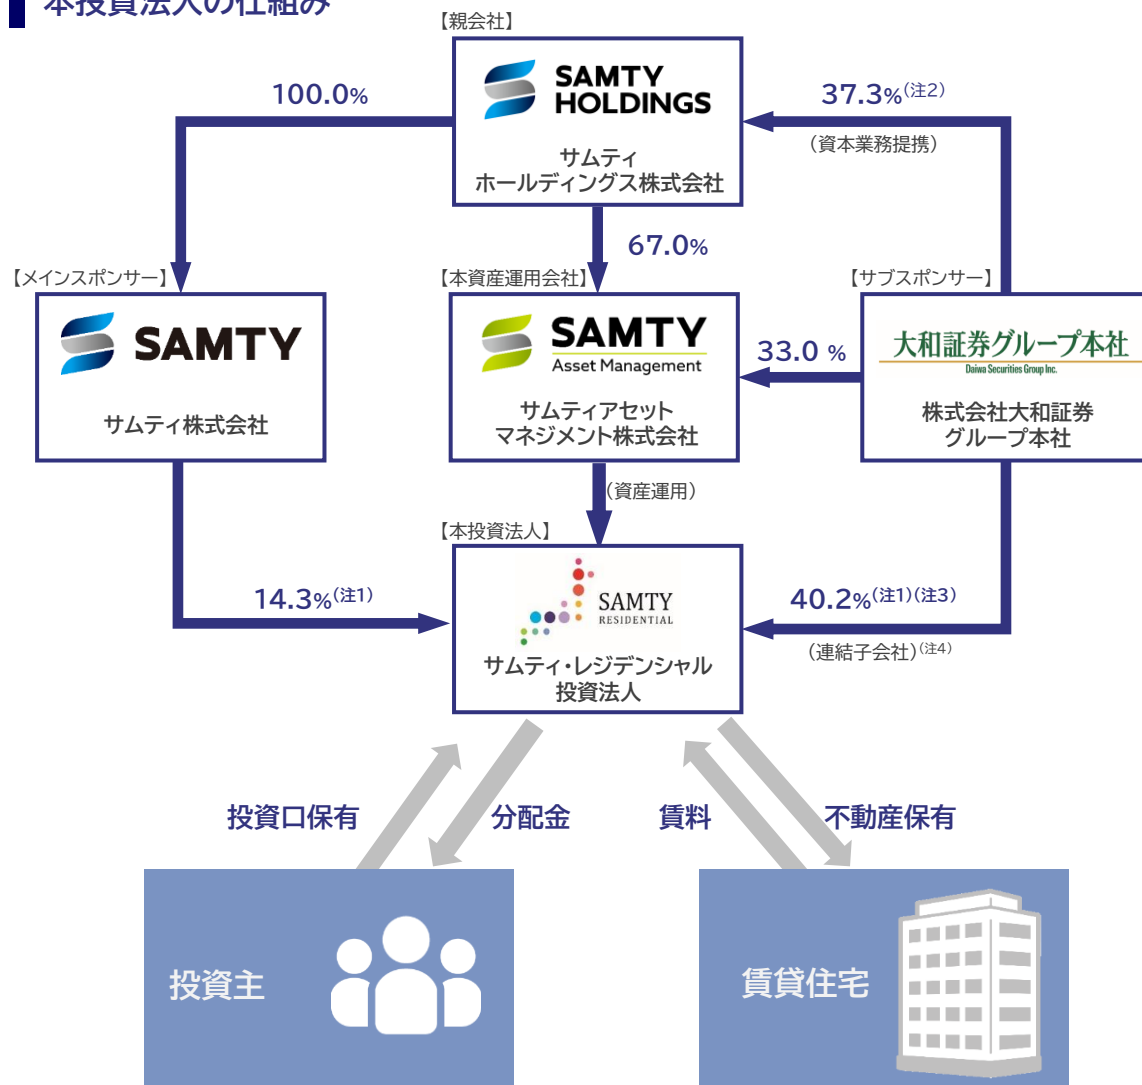 本投資法人の仕組み
【親会社】
SAMTY
HOLDINGS
サムティ
ホールディングス株式会社
100.0%
37.3%(注2)
(資本業務提携)
67.0%
【メインスポンサー】
SAMTY
サムティ株式会社
【本資産運用会社】
SAMTY
Asset Management
サムティアセット
マネジメント株式会社
33.0 %
【サブスポンサー】
大和証券グループ本社
Daiwa Securities Group Inc.
株式会社大和証券
グループ本社
(資産運用)
【本投資法人】
SAMTY
RESIDENTIAL
サムティ・レジデンシャル
投資法人
14.3%(注1)
40.2%(注1)(注3)
(連結子会社)(注4)
投資口保有
分配金
賃料
不動産保有
投資主
賃貸住宅